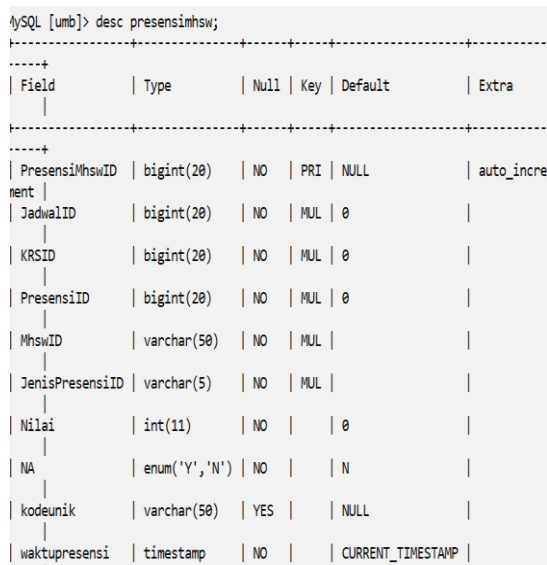 MySQL [umb]> desc presensimhsw;
+-----------------+---------------+------+-----+-------------------+-----------
-----+
| Field | Type | Null | Key | Default | Extra
|
+-----------------+---------------+------+-----+-------------------+-----------
-----+
| PresensiMhswID | bigint(20) | NO | PRI | NULL | auto_incre
ment |
| JadwalID | bigint(20) | NO | MUL | 0 |
|
| KRSID | bigint(20) | NO | MUL | 0 |
|
| PresensiID | bigint(20) | NO | MUL | 0 |
|
| MhswID | varchar(50) | NO | MUL | |
|
| JenisPresensiID | varchar(5) | NO | MUL | |
|
| Nilai | int(11) | NO | | 0 |
|
| NA | enum('Y','N') | NO | | N |
|
| kodeunik | varchar(50) | YES | | NULL |
|
| waktupresensi | timestamp | NO | | CURRENT_TIMESTAMP |